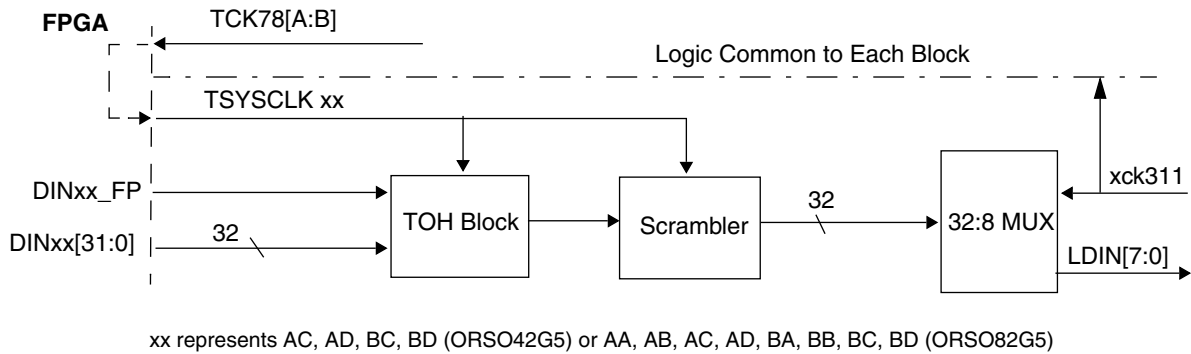 FPGA
TCK78[A:B]
Logic Common to Each Block
TSYSCLK xx
DINxx_FP
DINxx[31:0]
32
TOH Block
Scrambler
32
32:8 MUX
xck311
LDIN[7:0]
xx represents AC, AD, BC, BD (ORSO42G5) or AA, AB, AC, AD, BA, BB, BC, BD (ORSO82G5)